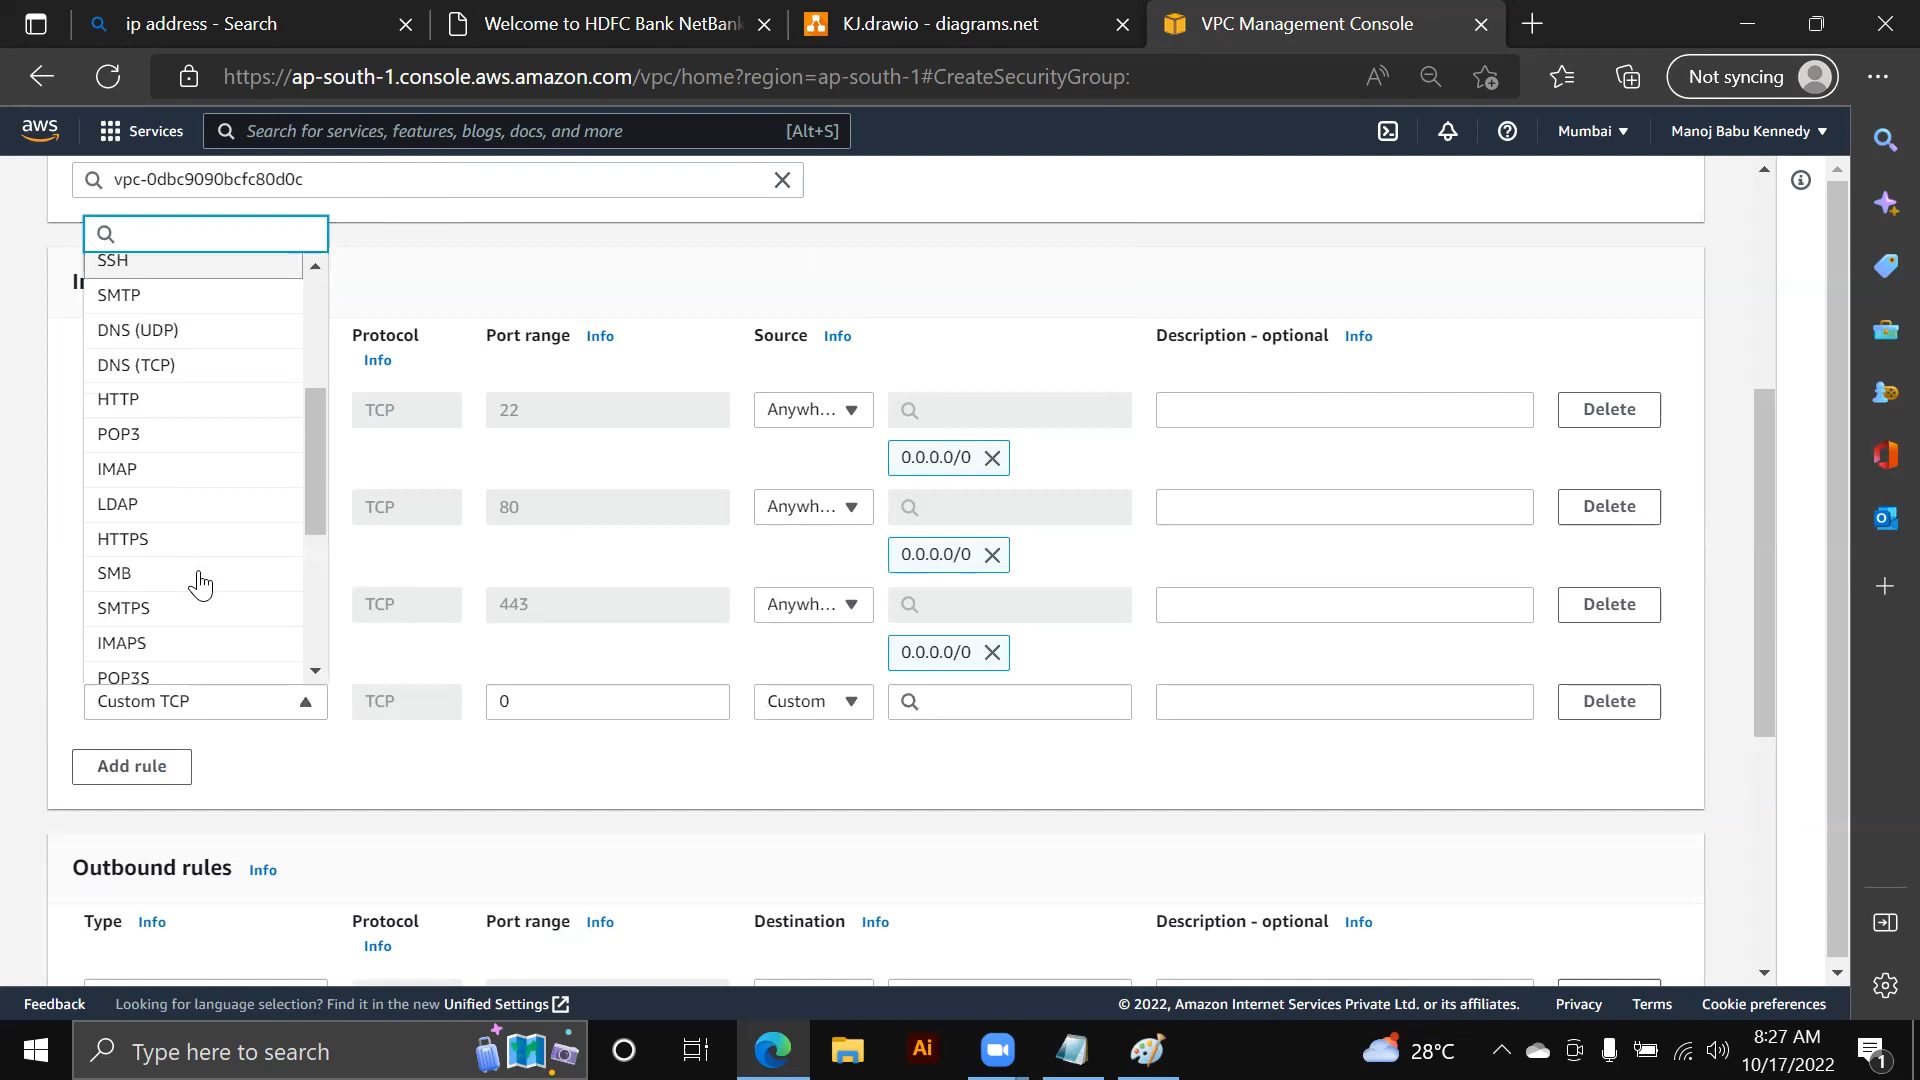 ip address - Search
Welcome to HDFC Bank NetBank
KJ.drawio - diagrams.net
VPC Management Console
https://ap-south-1.console.aws.amazon.com/vpc/home?region=ap-south-1#CreateSecurityGroup:
Not syncing
aws
Services
Search for services, features, blogs, docs, and more
[Alt+S]
Mumbai
Manoj Babu Kennedy
vpc-0dbc9090bcfc80d0c
SSH
SMTP
DNS (UDP)
DNS (TCP)
HTTP
POP3
IMAP
LDAP
HTTPS
SMB
SMTPS
IMAPS
POP3S
Custom TCP
Protocol
Info
Port range Info
Source Info
Description - optional Info
TCP 22 Anywh... Delete
0.0.0.0/0
TCP 80 Anywh... Delete
0.0.0.0/0
TCP 443 Anywh... Delete
0.0.0.0/0
TCP 0 Custom Delete
Add rule
Outbound rules Info
Type Info
Protocol
Info
Port range Info
Destination Info
Description - optional Info
Feedback
Looking for language selection? Find it in the new Unified Settings
© 2022, Amazon Internet Services Private Ltd. or its affiliates.
Privacy
Terms
Cookie preferences
Type here to search
Ai
28°C
8:27 AM
10/17/2022
1